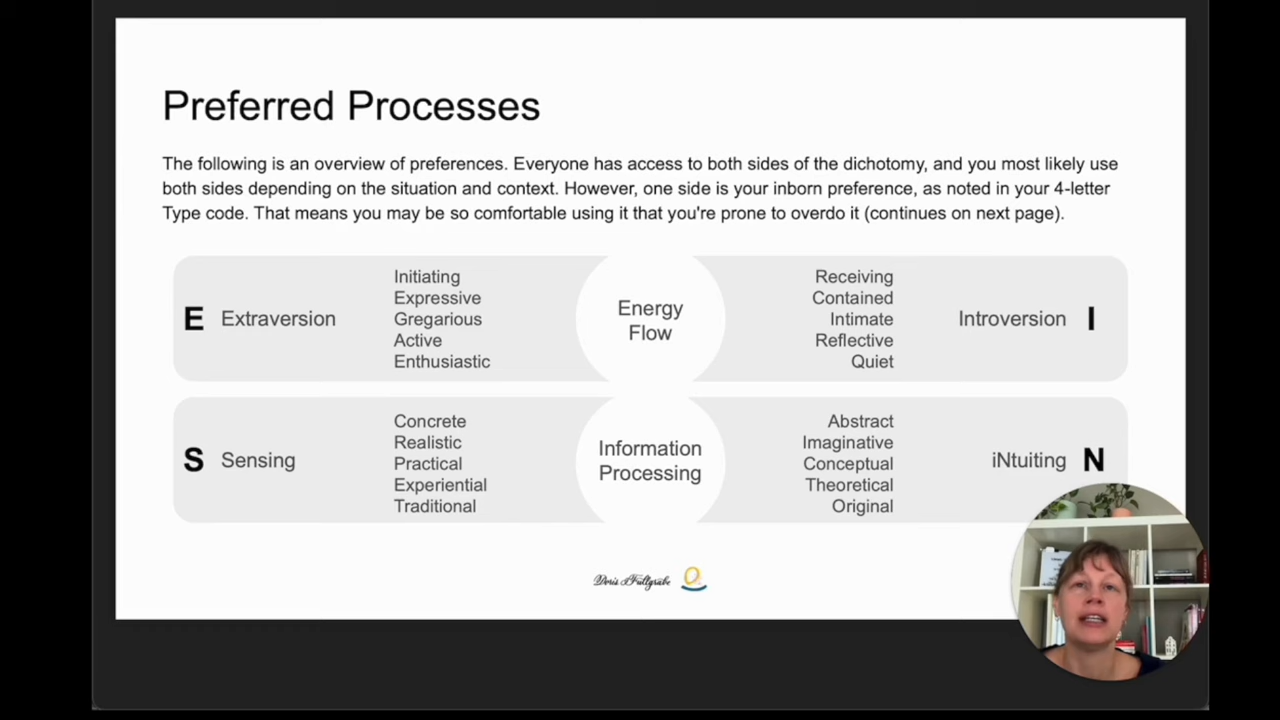 Preferred Processes
The following is an overview of preferences. Everyone has access to both sides of the dichotomy, and you most likely use
both sides depending on the situation and context. However, one side is your inborn preference, as noted in your 4-letter
Type code. That means you may be so comfortable using it that you're prone to overdo it (continues on next page).
E Extraversion
Initiating
Expressive
Gregarious
Active
Enthusiastic
Energy
Flow
Receiving
Contained
Intimate
Reflective
Quiet
Introversion I
S Sensing
Concrete
Realistic
Practical
Experiential
Traditional
Information
Processing
Abstract
Imaginative
Conceptual
Theoretical
Original
iNtuiting N
Doris Füllgrabe